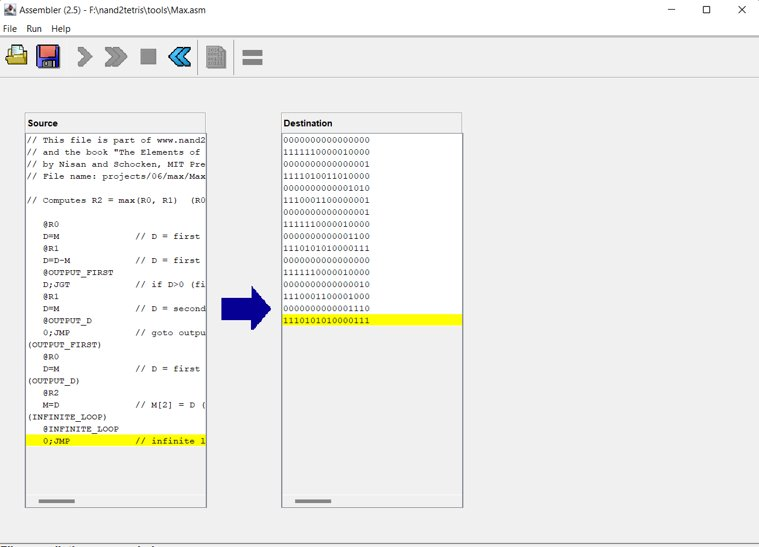 Assembler (2.5) - F:\nand2tetris\tools\Max.asm
File Run Help
Source
// This file is part of www.nand2
// and the book "The Elements of
// by Nisan and Schocken, MIT Pre
// File name: projects/06/max/Max
// Computes R2 = max(R0, R1)  (R0
@R0
D=M // D = first
@R1
D=D-M // D = first
@OUTPUT_FIRST
D;JGT // if D>0 (fi
@R1
D=M // D = second
@OUTPUT_D
0;JMP // goto outpu
(OUTPUT_FIRST)
@R0
D=M // D = first
(OUTPUT_D)
@R2
M=D // M[2] = D (
(INFINITE_LOOP)
@INFINITE_LOOP
0;JMP // infinite l
Destination
0000000000000000
1111110000010000
0000000000000001
1111010011010000
0000000000001010
1110001100000001
0000000000000001
1111110000010000
0000000000001100
1110101010000111
0000000000000000
1111110000010000
0000000000000010
1110001100001000
0000000000001110
1110101010000111